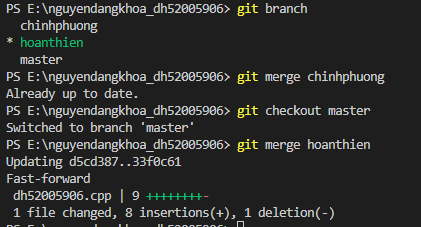 PS E:\nguyendangkhoa_dh52005906> git branch
  chinhphuong
* hoanthien
  master
PS E:\nguyendangkhoa_dh52005906> git merge chinhphuong
Already up to date.
PS E:\nguyendangkhoa_dh52005906> git checkout master
Switched to branch 'master'
PS E:\nguyendangkhoa_dh52005906> git merge hoanthien
Updating d5cd387..33f0c61
Fast-forward
 dh52005906.cpp | 9 ++++++++-
 1 file changed, 8 insertions(+), 1 deletion(-)
PS E:\nguyendangkhoa_dh52005906>